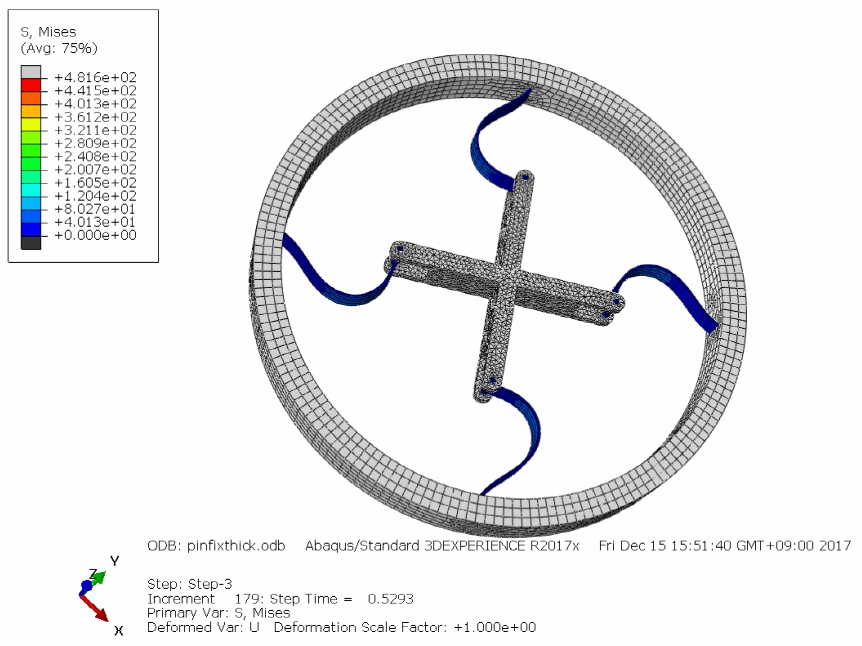 S, Mises
(Avg: 75%)
+4.816e+02
+4.415e+02
+4.013e+02
+3.612e+02
+3.211e+02
+2.809e+02
+2.408e+02
+2.007e+02
+1.605e+02
+1.204e+02
+8.027e+01
+4.013e+01
+0.000e+00
ODB: pinfixthick.odb    Abaqus/Standard 3DEXPERIENCE R2017x    Fri Dec 15 15:51:40 GMT+09:00 2017
Y
Z
X
Step: Step-3
Increment    179: Step Time =    0.5293
Primary Var: S, Mises
Deformed Var: U    Deformation Scale Factor: +1.000e+00